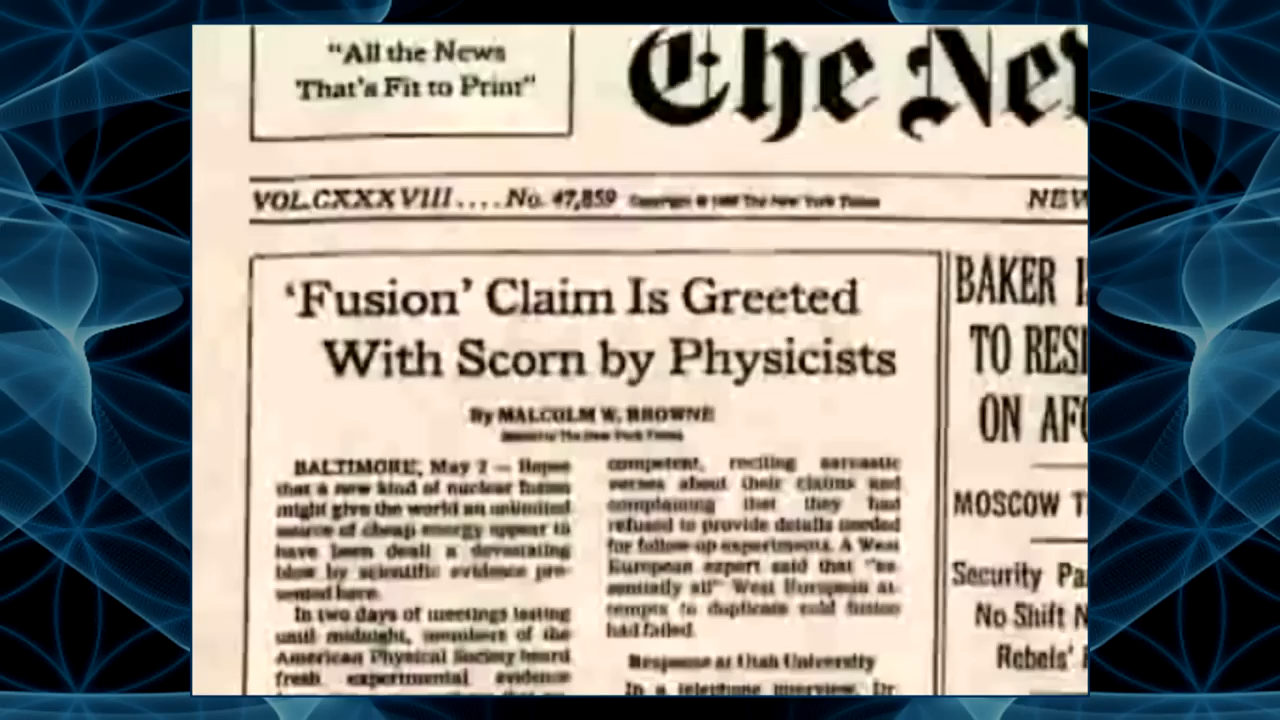 “All the News
That’s Fit to Print”
The New
VOL.CXXXVIII....No. 47,859
Copyright © The New York Times
NEW
‘Fusion’ Claim Is Greeted
With Scorn by Physicists
By MALCOLM W. BROWNE
Special to The New York Times
BALTIMORE, May 2 — Hopes
that a new kind of nuclear fusion
might give the world an unlimited
source of cheap energy appear to
have been dealt a devastating
blow by scientific evidence pre-
sented here.
In two days of meetings lasting
until midnight, members of the
American Physical Society heard
fresh experimental evidence
competent, reciting sarcastic
verses about their claims and
complaining that they had
refused to provide details needed
for follow-up experiments. A West
European expert said that “es-
sentially all” West European at-
tempts to duplicate cold fusion
had failed.
Response at Utah University
In a telephone interview, Dr.
BAKER
TO RES
ON AFG
MOSCOW T
Security Pa
No Shift N
Rebels’